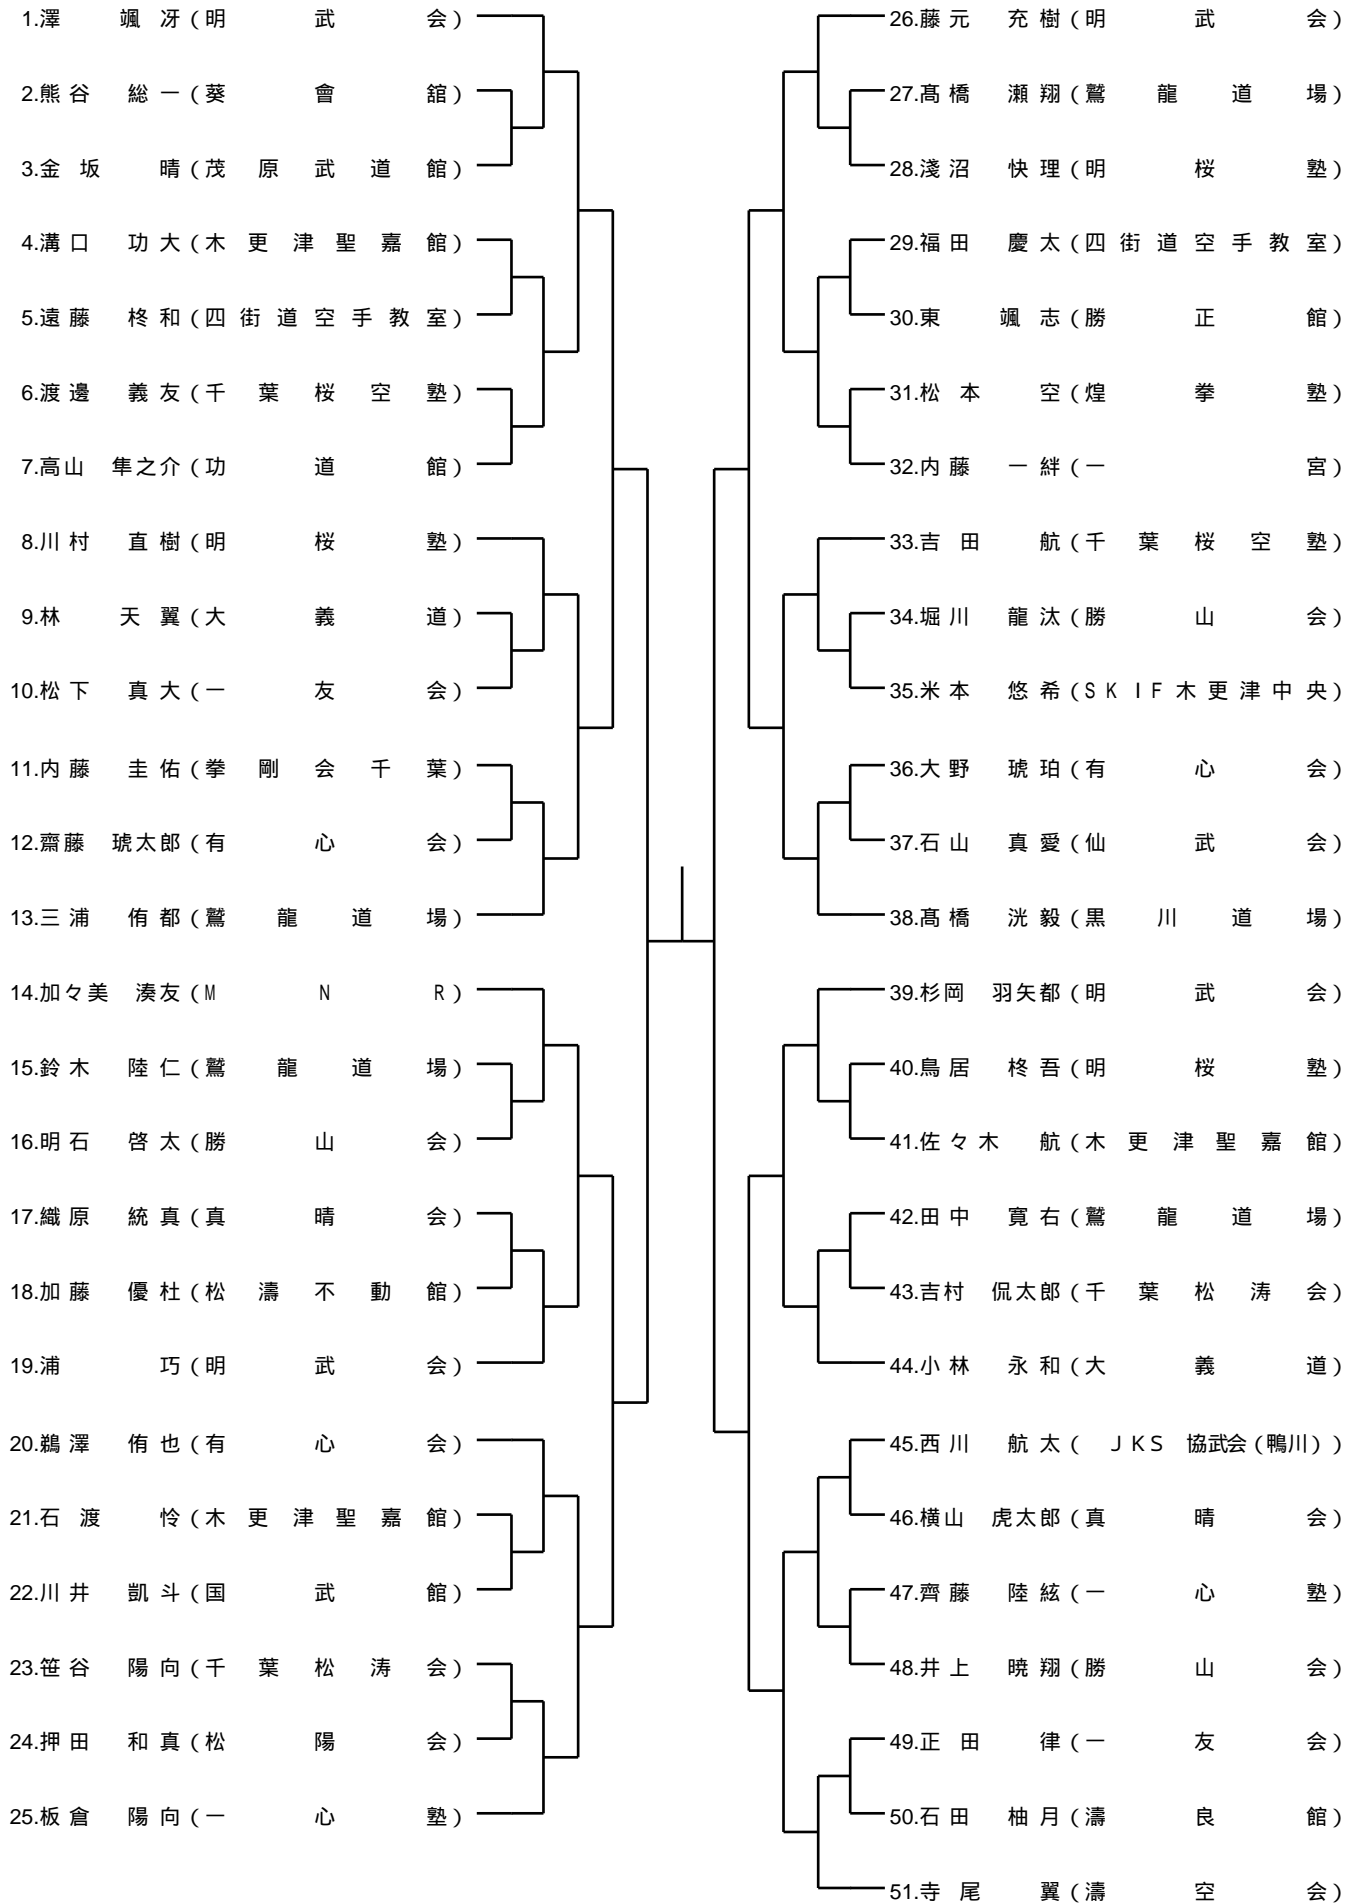 1.澤 颯冴(明武会)
2.熊谷 総一(葵會舘)
3.金坂 晴(茂原武道館)
4.溝口 功大(木更津聖嘉館)
5.遠藤 柊和(四街道空手教室)
6.渡邊 義友(千葉桜空塾)
7.高山 隼之介(功道館)
8.川村 直樹(明桜塾)
9.林 天翼(大義道)
10.松下 真大(一友会)
11.内藤 圭佑(拳剛会千葉)
12.齋藤 琥太郎(有心会)
13.三浦 侑都(鷲龍道場)
14.加々美 湊友(MNR)
15.鈴木 陸仁(鷲龍道場)
16.明石 啓太(勝山会)
17.織原 統真(真晴会)
18.加藤 優杜(松濤不動館)
19.浦 巧(明武会)
20.鵜澤 侑也(有心会)
21.石渡 怜(木更津聖嘉館)
22.川井 凱斗(国武館)
23.笹谷 陽向(千葉松涛会)
24.押田 和真(松陽会)
25.板倉 陽向(一心塾)
26.藤元 充樹(明武会)
27.髙橋 瀬翔(鷲龍道場)
28.淺沼 快理(明桜塾)
29.福田 慶太(四街道空手教室)
30.東 颯志(勝正館)
31.松本 空(煌拳塾)
32.内藤 一絆(一宮)
33.吉田 航(千葉桜空塾)
34.堀川 龍汰(勝山会)
35.米本 悠希(SKIF木更津中央)
36.大野 琥珀(有心会)
37.石山 真愛(仙武会)
38.髙橋 洸毅(黒川道場)
39.杉岡 羽矢都(明武会)
40.鳥居 柊吾(明桜塾)
41.佐々木 航(木更津聖嘉館)
42.田中 寛右(鷲龍道場)
43.吉村 侃太郎(千葉松涛会)
44.小林 永和(大義道)
45.西川 航太( JKS 協武会(鴨川))
46.横山 虎太郎(真晴会)
47.齊藤 陸絃(一心塾)
48.井上 暁翔(勝山会)
49.正田 律(一友会)
50.石田 柚月(濤良館)
51.寺尾 翼(濤空会)